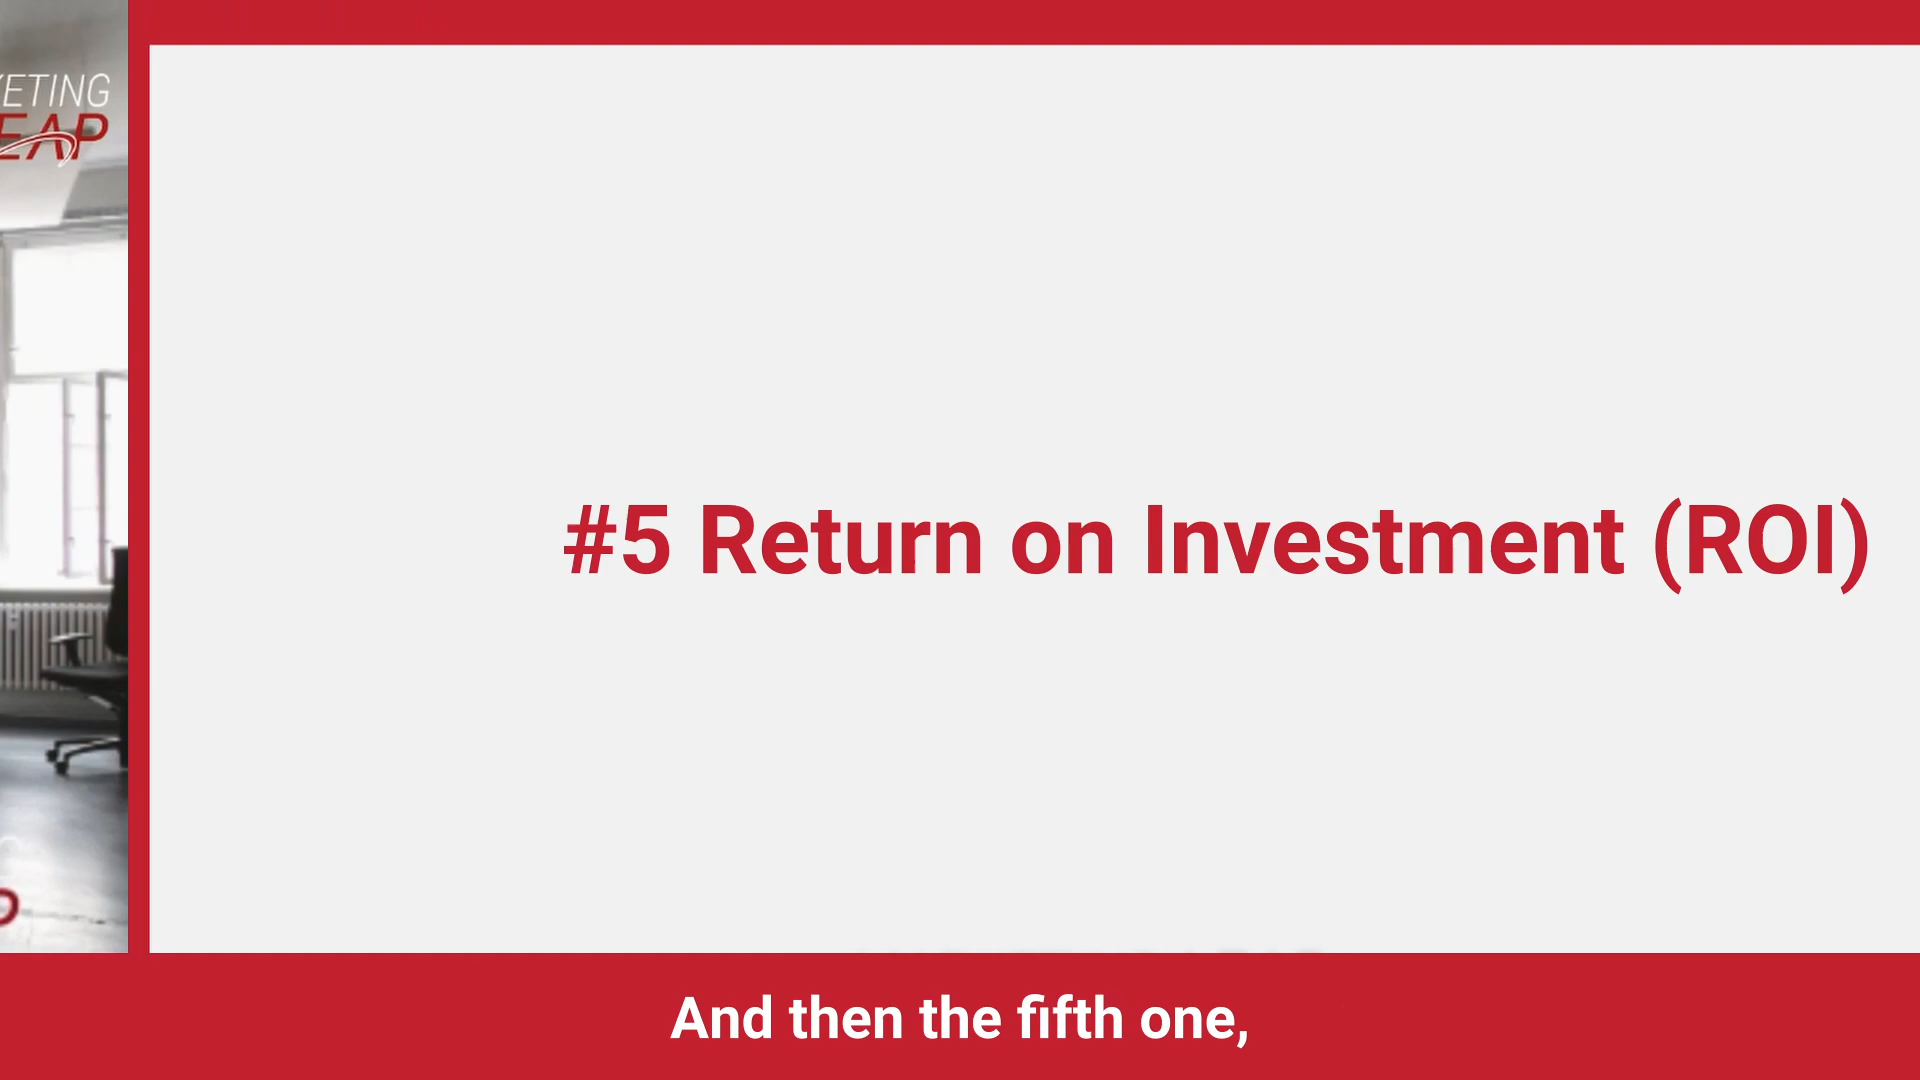 ETING
EAP
#5 Return on Investment (ROI)
And then the fifth one,